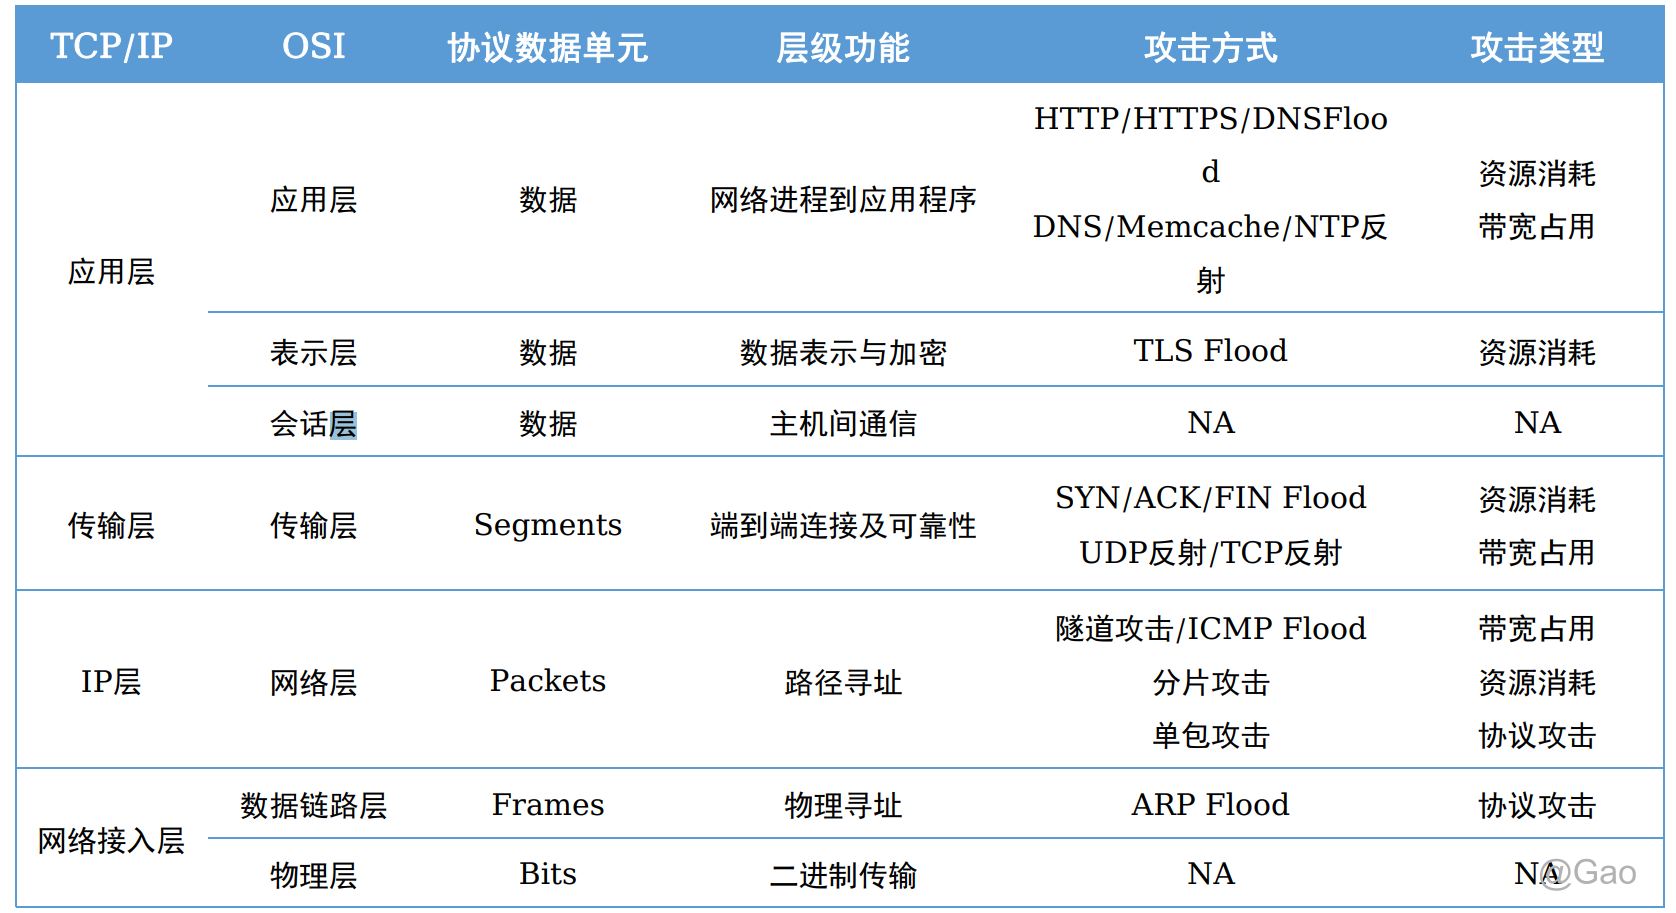 TCP/IP OSI 协议数据单元 层级功能 攻击方式 攻击类型
应用层
应用层 数据 网络进程到应用程序
HTTP/HTTPS/DNSFloo
d
DNS/Memcache/NTP反
射
资源消耗
带宽占用
表示层 数据 数据表示与加密 TLS Flood 资源消耗
会话层 数据 主机间通信 NA NA
传输层 传输层 Segments 端到端连接及可靠性
SYN/ACK/FIN Flood
UDP反射/TCP反射
资源消耗
带宽占用
IP层 网络层 Packets 路径寻址
隧道攻击/ICMP Flood
分片攻击
单包攻击
带宽占用
资源消耗
协议攻击
网络接入层
数据链路层 Frames 物理寻址 ARP Flood 协议攻击
物理层 Bits 二进制传输 NA NA
@Gao